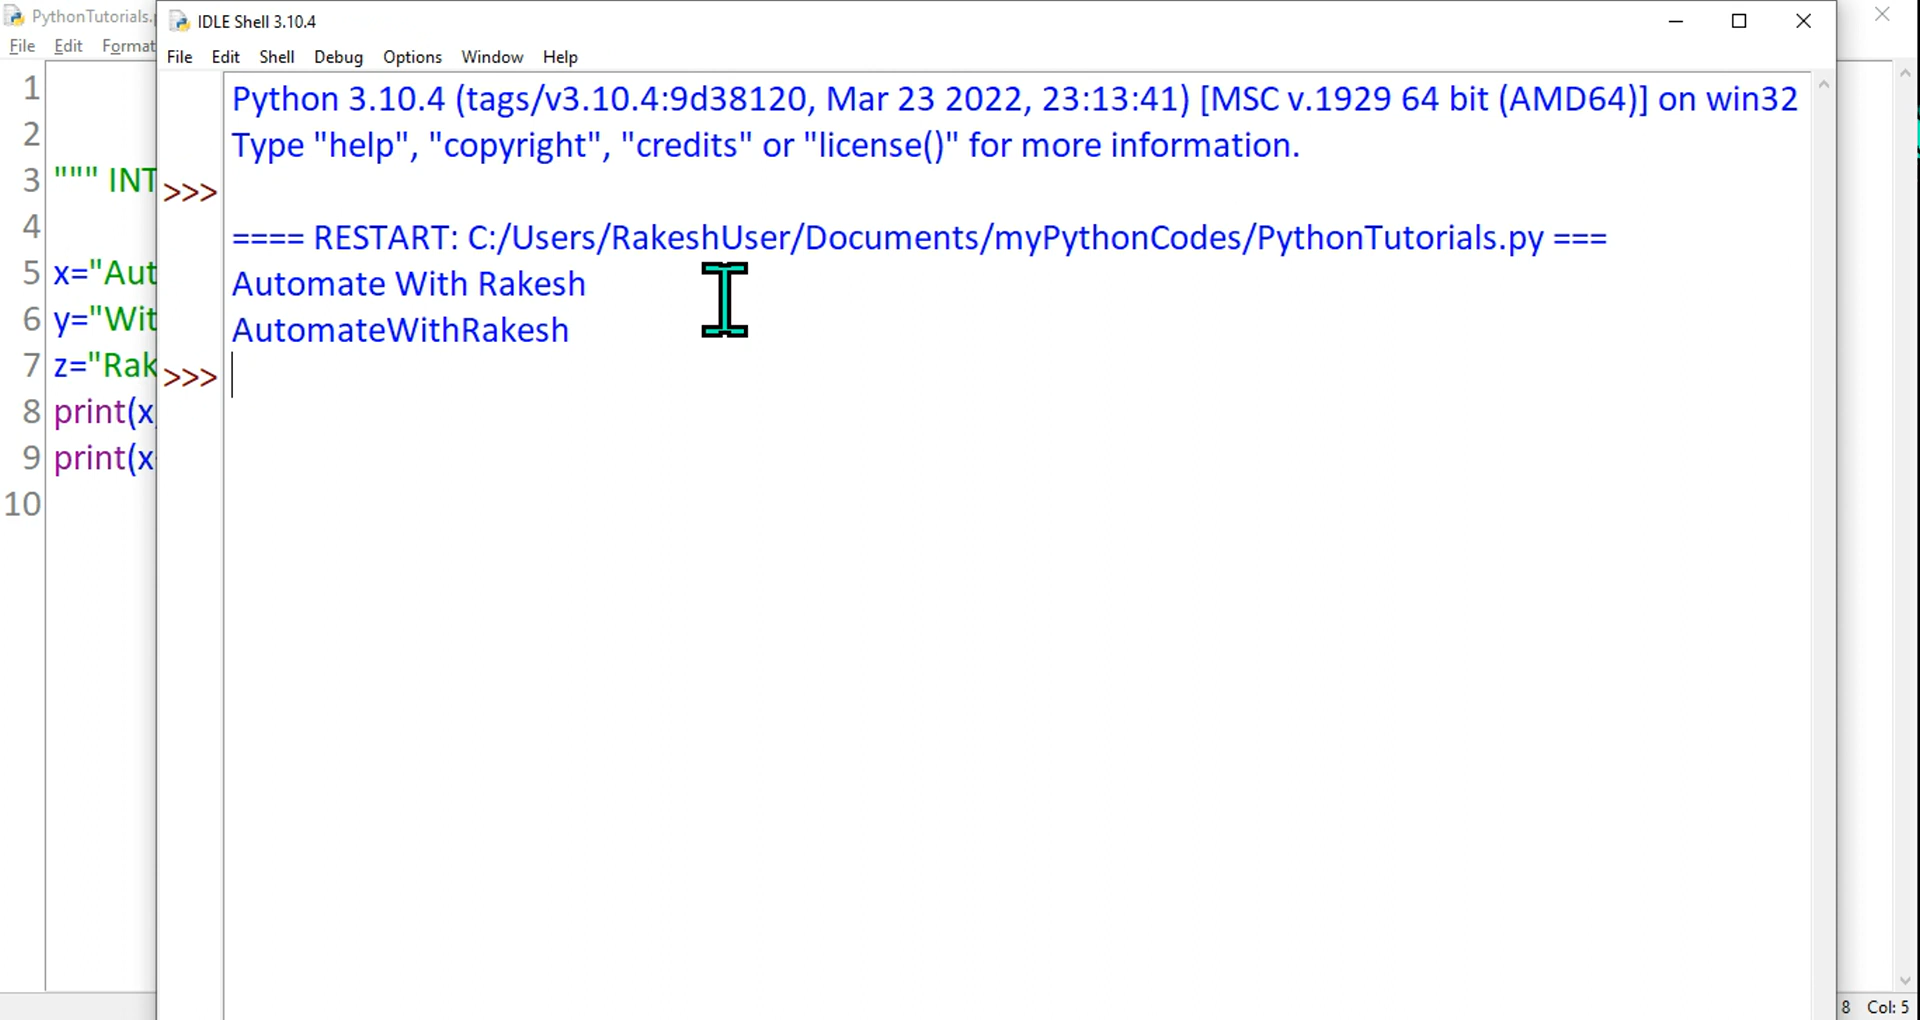 PythonTutorials.
File Edit Format
1
2
3 """ INT
4
5 x="Aut
6 y="Wit
7 z="Rak
8 print(x,
9 print(x
10
IDLE Shell 3.10.4
File Edit Shell Debug Options Window Help
Python 3.10.4 (tags/v3.10.4:9d38120, Mar 23 2022, 23:13:41) [MSC v.1929 64 bit (AMD64)] on win32
Type "help", "copyright", "credits" or "license()" for more information.
>>>
==== RESTART: C:/Users/RakeshUser/Documents/myPythonCodes/PythonTutorials.py ===
Automate With Rakesh
AutomateWithRakesh
>>>
8 Col: 5